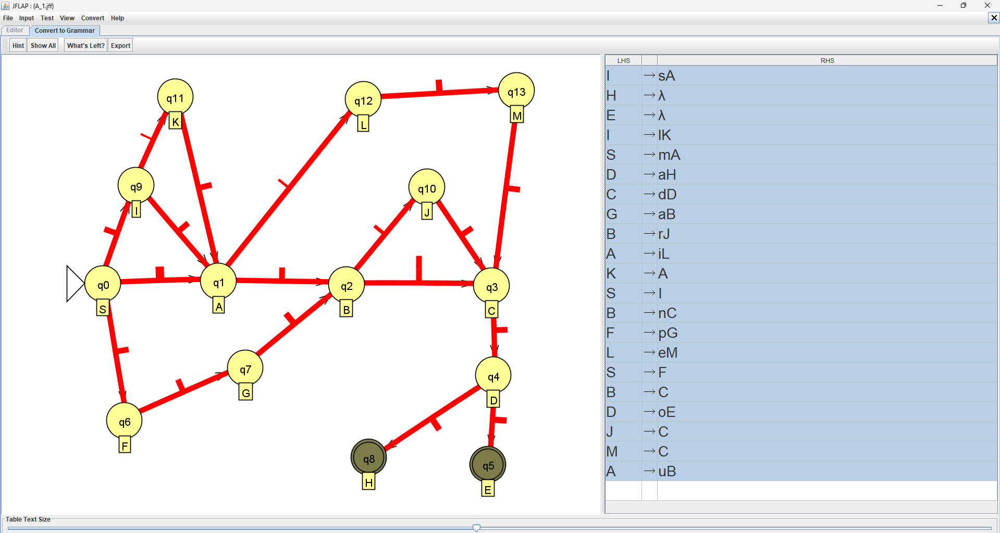 JFLAP : (A_1.jff)
File Input Test View Convert Help
Editor Convert to Grammar
Hint Show All What's Left? Export
LHS RHS
I → sA
H → λ
E → λ
I → lK
S → mA
D → aH
C → dD
G → aB
B → rJ
A → iL
K → A
S → I
B → nC
F → pG
L → eM
S → F
B → C
D → oE
J → C
M → C
A → uB
q11
K
q12
L
q13
M
q9
I
q10
J
q0
S
q1
A
q2
B
q3
C
q7
G
q4
D
q6
F
q8
H
q5
E
Table Text Size